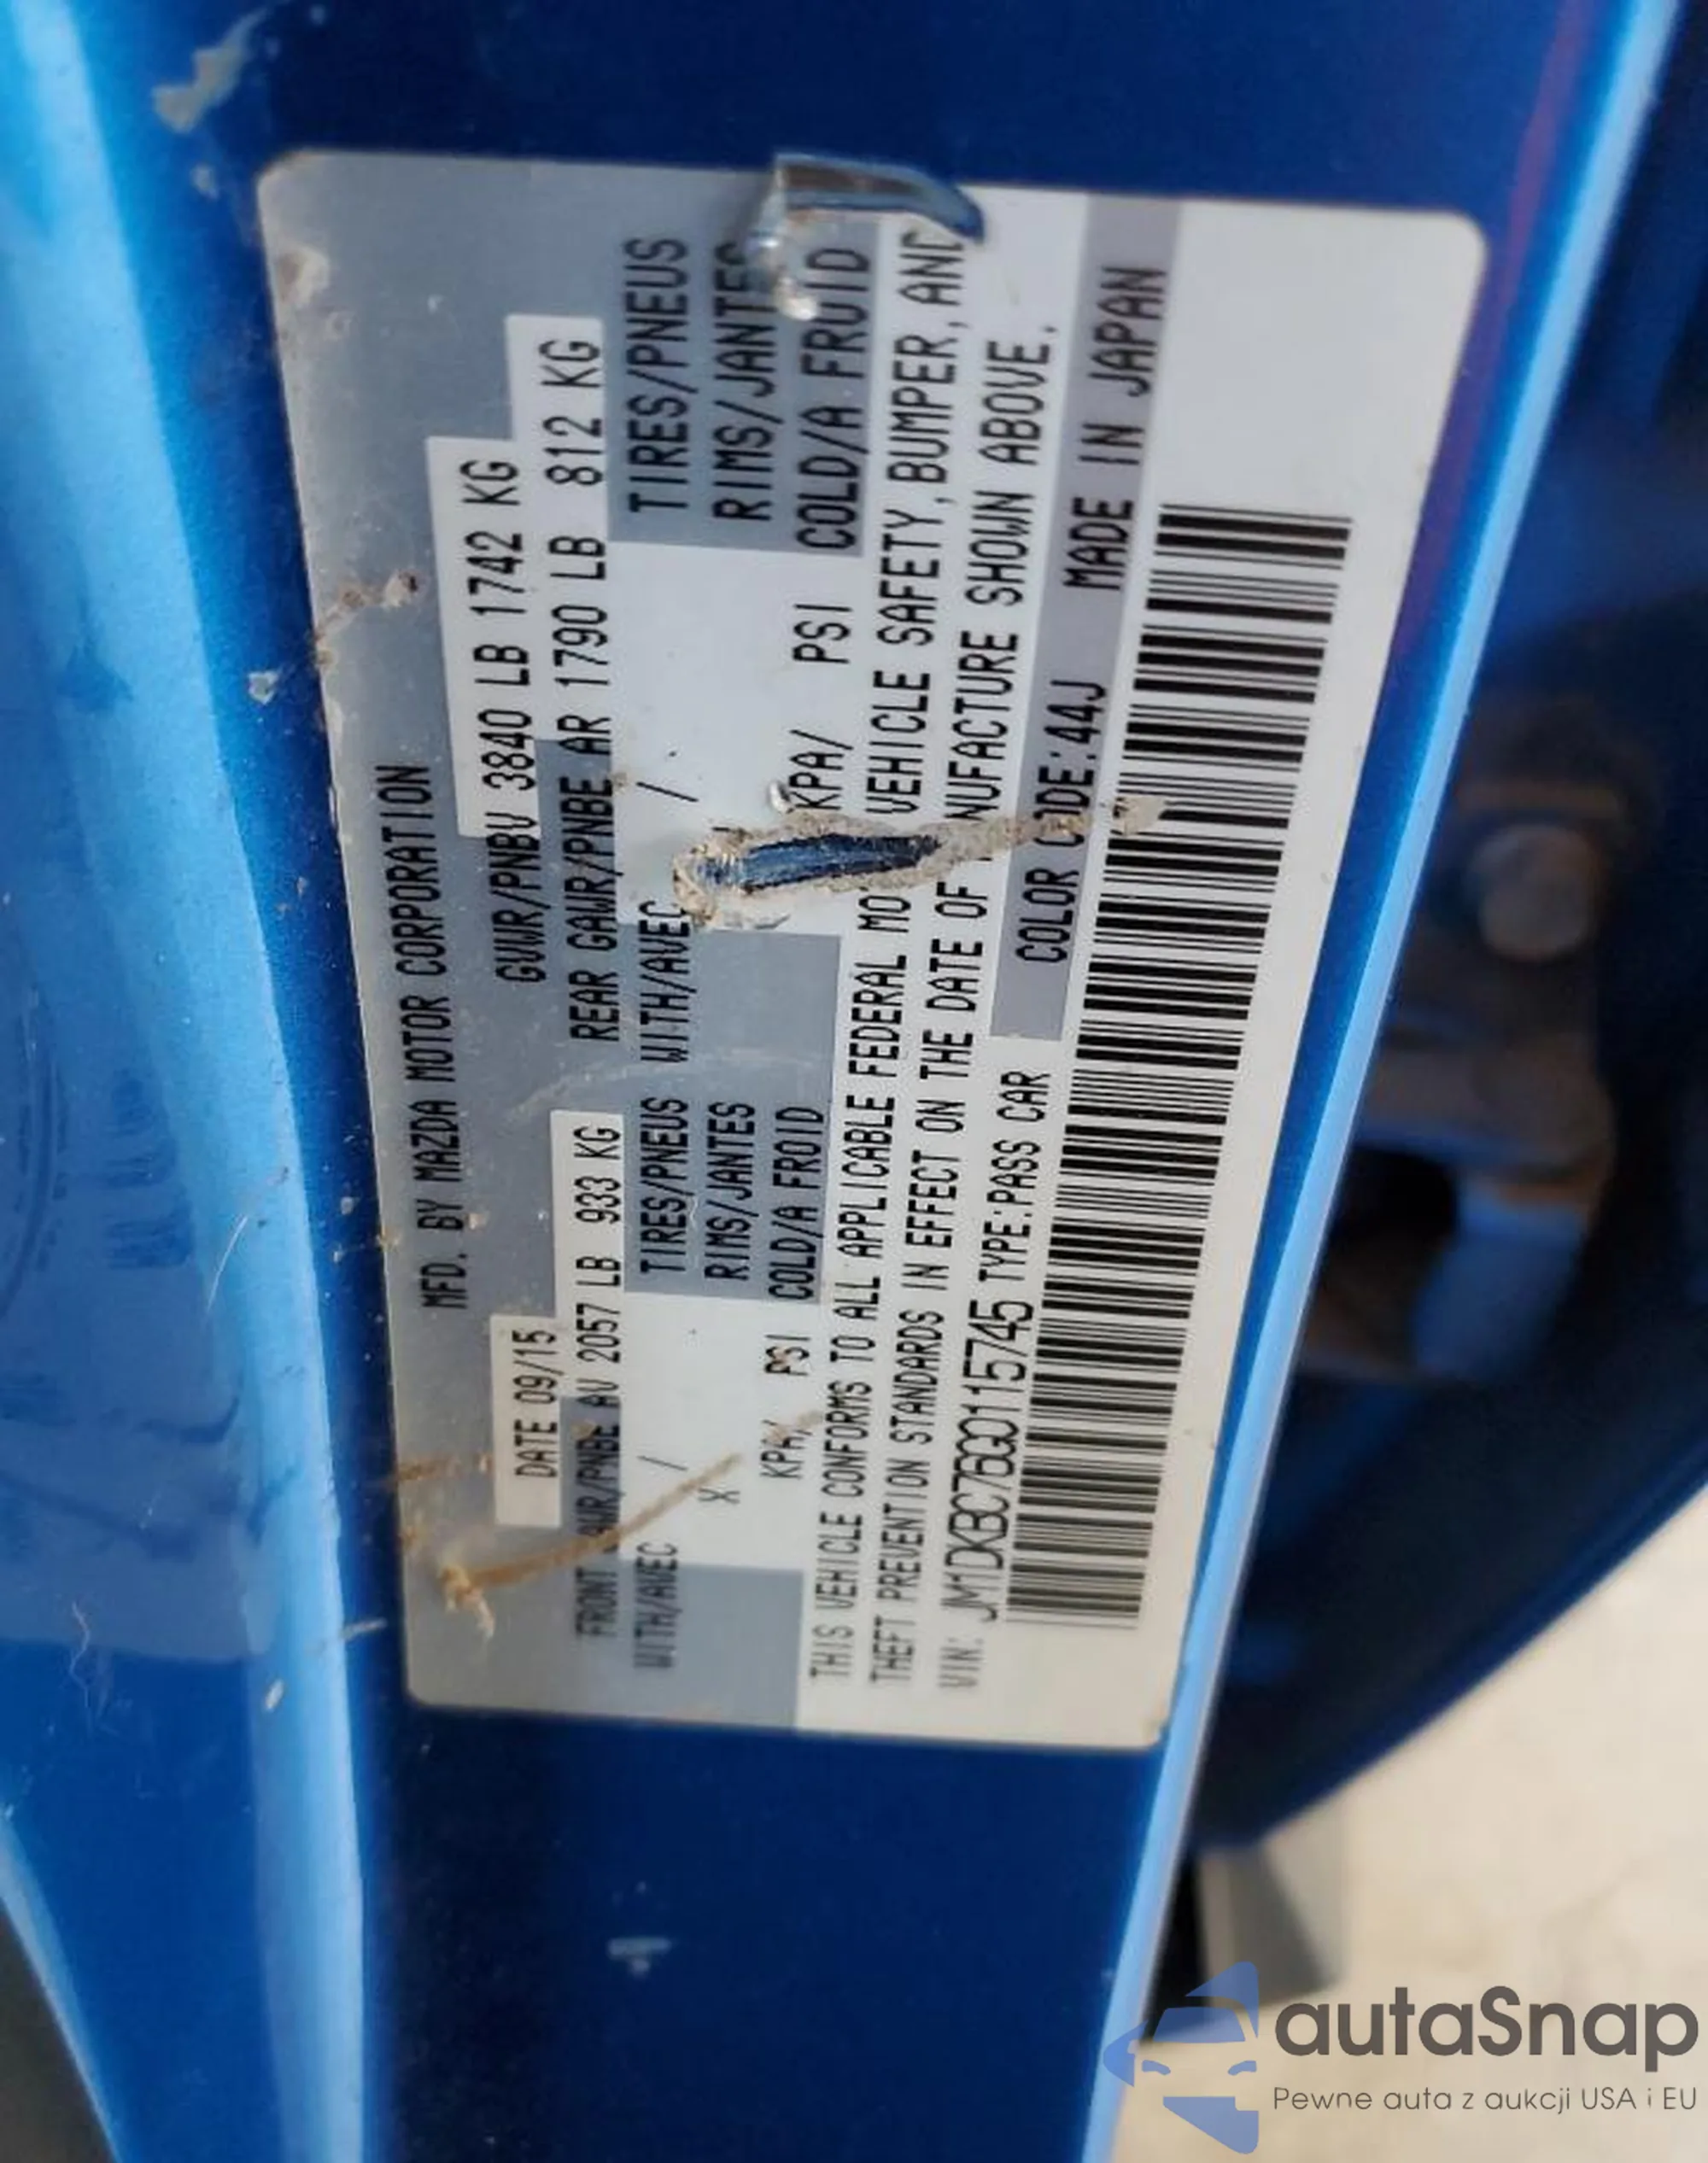 MFD. BY MAZDA MOTOR CORPORATION
DATE 09/15 GVWR/PNBV 3840 LB 1742 KG
FRONT GAWR/PNBE AV 2057 LB 933 KG REAR GAWR/PNBE AR 1790 LB 812 KG
WITH/AVEC / TIRES/PNEUS WITH/AVEC / TIRES/PNEUS
X RIMS/JANTES RIMS/JANTES
KPA/ PSI COLD/A FROID KPA/ PSI COLD/A FROID
THIS VEHICLE CONFORMS TO ALL APPLICABLE FEDERAL MO VEHICLE SAFETY, BUMPER, AND
THEFT PREVENTION STANDARDS IN EFFECT ON THE DATE OF NUFACTURE SHOWN ABOVE.
VIN: JM1DKBC76G0115745 TYPE:PASS CAR COLOR CODE:44J MADE IN JAPAN
autaSnap
Pewne auta z aukcji USA i EU